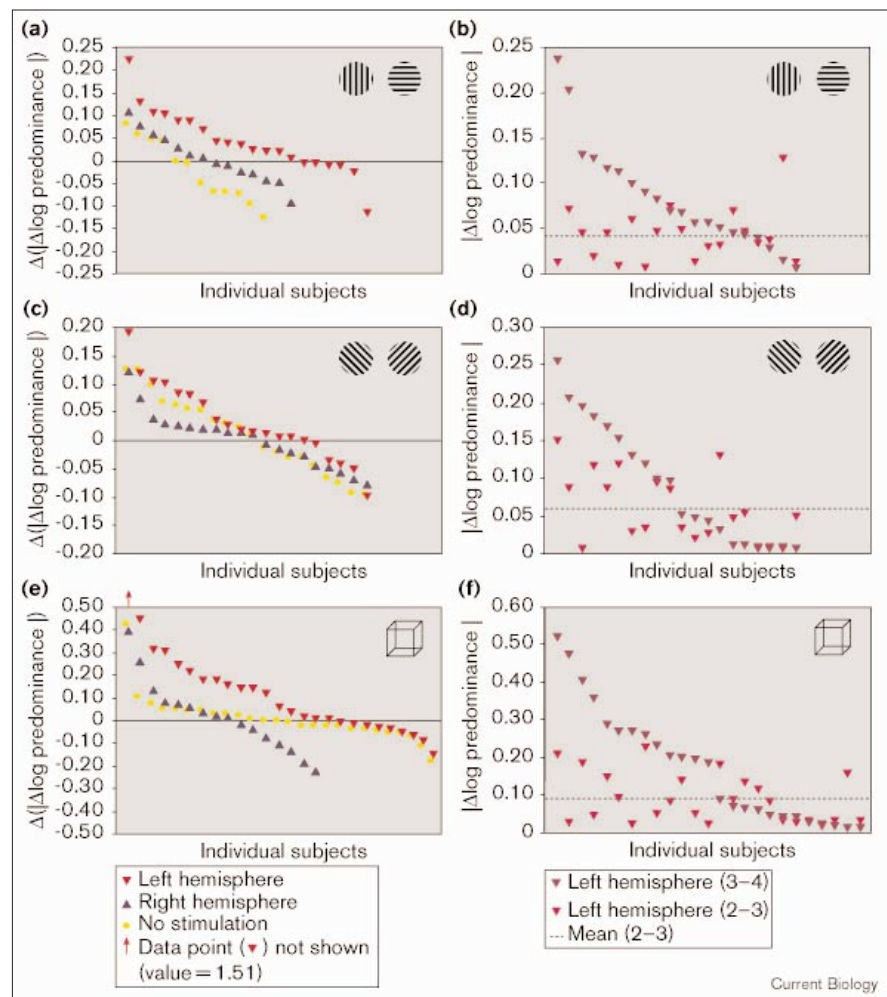 (a)
0.25
0.20
0.15
0.10
0.05
0
-0.05
-0.10
-0.15
-0.20
-0.25
Δ(|Δlog predominance |)
Individual subjects
(b)
0.25
0.20
0.15
0.10
0.05
0
|Δlog predominance |
Individual subjects
(c)
0.20
0.15
0.10
0.05
0
-0.05
-0.10
-0.15
-0.20
Δ(|Δlog predominance |)
Individual subjects
(d)
0.30
0.25
0.20
0.15
0.10
0.05
0
|Δlog predominance |
Individual subjects
(e)
0.50
0.40
0.30
0.20
0.10
0
-0.10
-0.20
-0.30
-0.40
-0.50
Δ(|Δlog predominance |)
Individual subjects
(f)
0.60
0.50
0.40
0.30
0.20
0.10
0
|Δlog predominance |
Individual subjects
Left hemisphere
Right hemisphere
No stimulation
Data point (▼) not shown
(value = 1.51)
Left hemisphere (3–4)
Left hemisphere (2–3)
Mean (2–3)
Current Biology